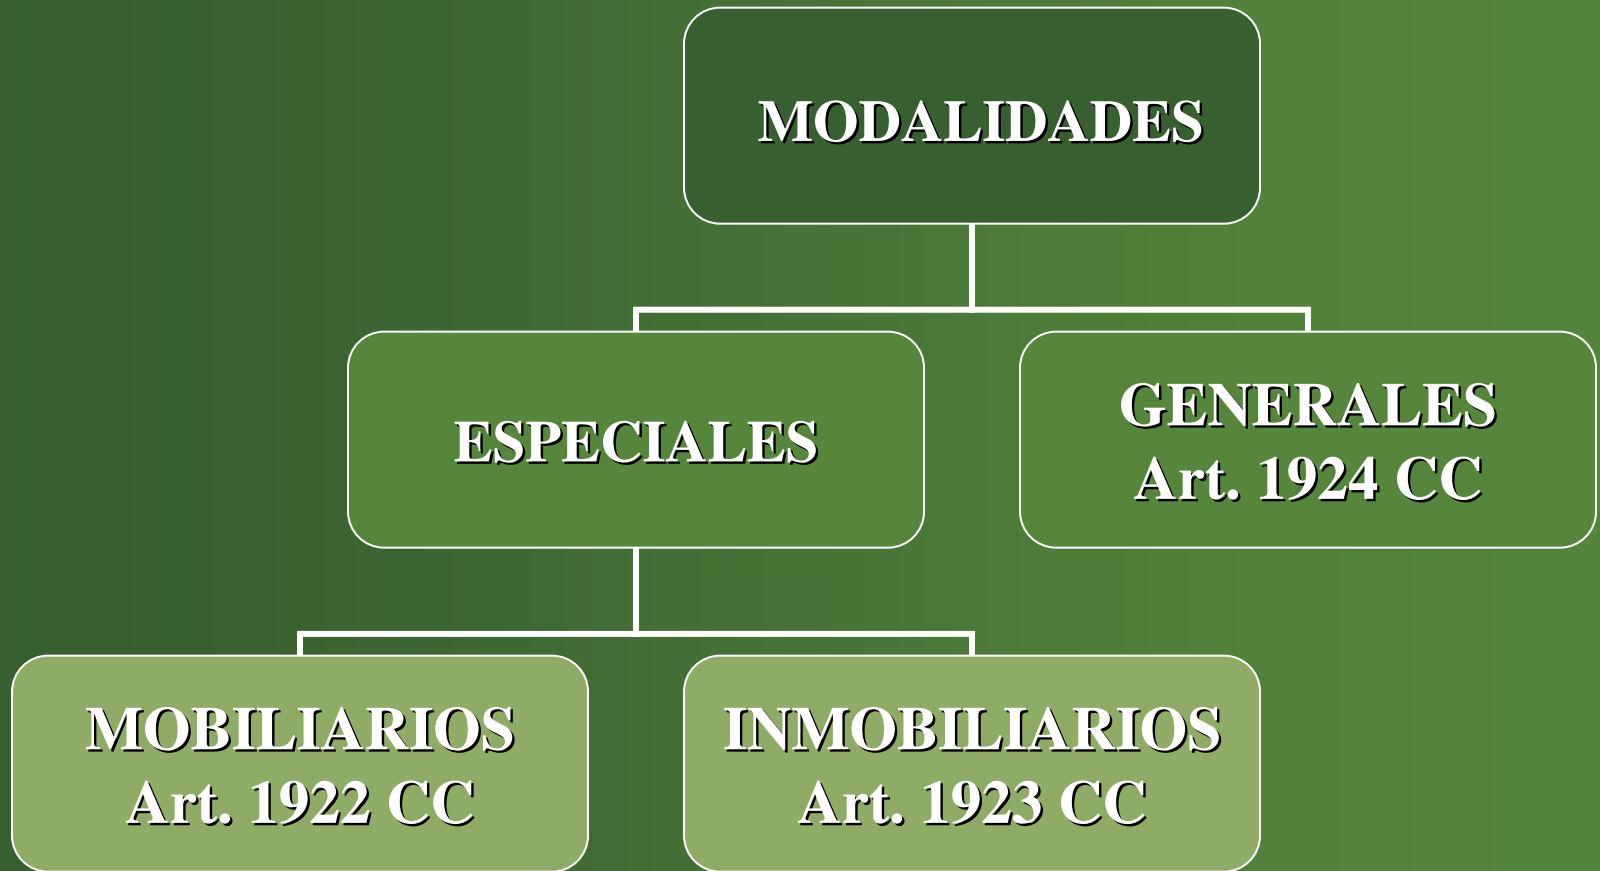 MODALIDADES
ESPECIALES
GENERALES
Art. 1924 CC
MOBILIARIOS
Art. 1922 CC
INMOBILIARIOS
Art. 1923 CC